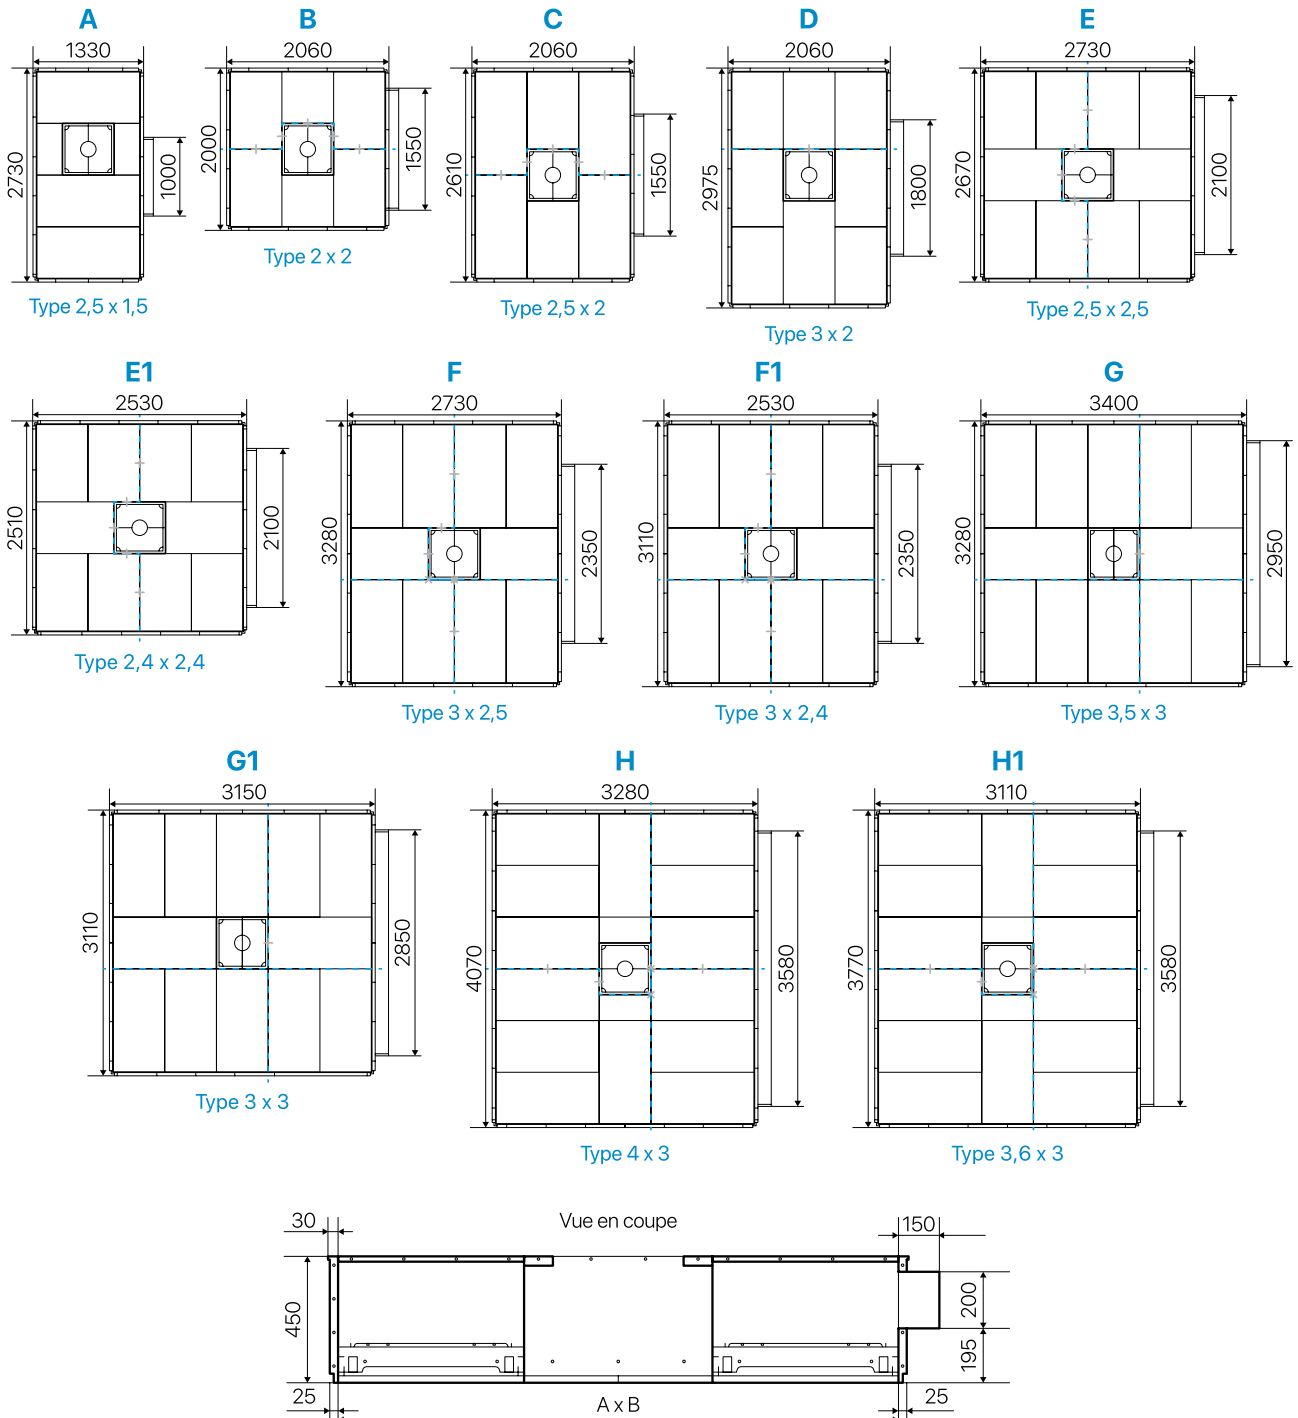 A
B
C
D
E
1330
2060
2060
2060
2730
2730
1000
2000
1550
2610
1550
2975
1800
2670
2100
Type 2,5 x 1,5
Type 2 x 2
Type 2,5 x 2
Type 3 x 2
Type 2,5 x 2,5
E1
F
F1
G
2530
2730
2530
3400
2510
2100
3280
2350
3110
2350
3280
2950
Type 2,4 x 2,4
Type 3 x 2,5
Type 3 x 2,4
Type 3,5 x 3
G1
H
H1
3150
3280
3110
3110
2850
4070
3580
3770
3580
Type 3 x 3
Type 4 x 3
Type 3,6 x 3
30
Vue en coupe
150
450
200
195
25
A x B
25